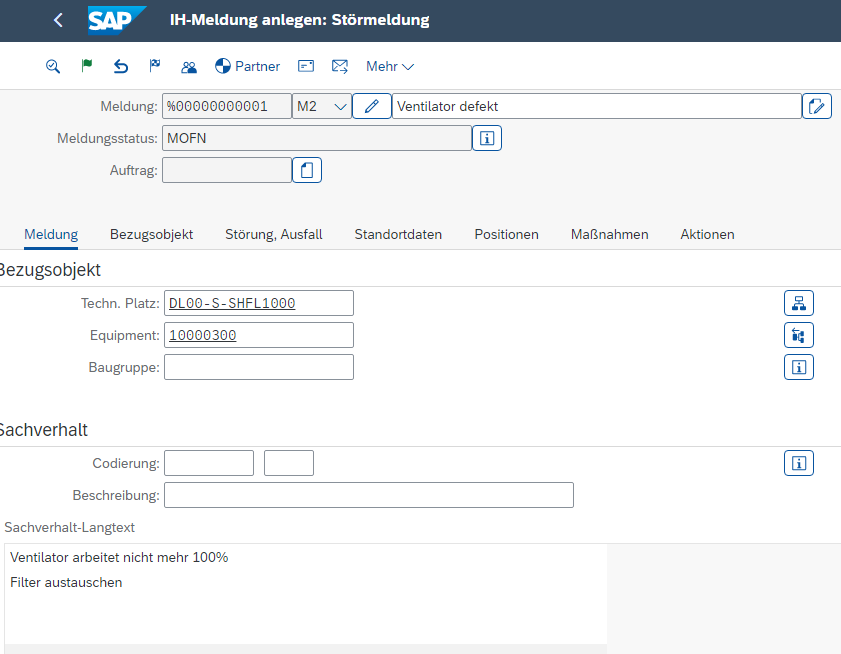 SAP IH-Meldung anlegen: Störmeldung
Partner Mehr
Meldung: %00000000001 M2 Ventilator defekt
Meldungsstatus: MOFN
Auftrag:
Meldung Bezugsobjekt Störung, Ausfall Standortdaten Positionen Maßnahmen Aktionen
Bezugsobjekt
Techn. Platz: DL00-S-SHFL1000
Equipment: 10000300
Baugruppe:
Sachverhalt
Codierung:
Beschreibung:
Sachverhalt-Langtext
Ventilator arbeitet nicht mehr 100%
Filter austauschen